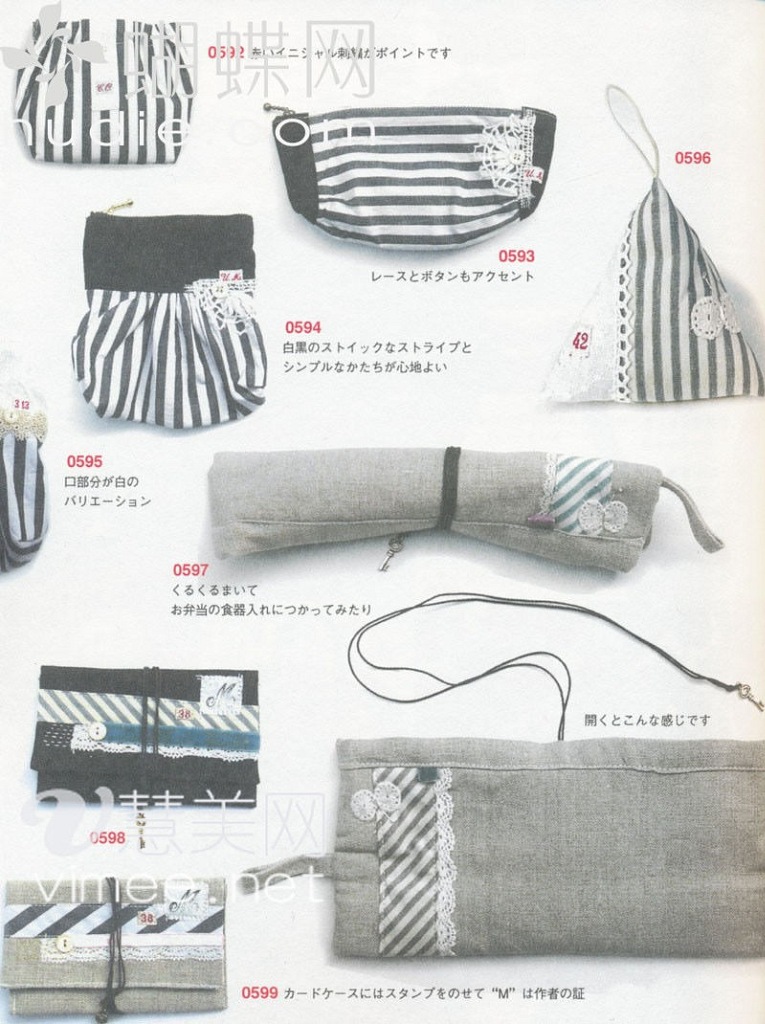 蝴蝶网
hudie.com
0592 赤いイニシャル刺繍がポイントです
0596
0593
レースとボタンもアクセント
0594
白黒のストイックなストライプと
シンプルなかたちが心地よい
42
313
0595
口部分が白の
バリエーション
0597
くるくるまいて
お弁当の食器入れにつかってみたり
M
38
開くとこんな感じです
慧美网
0598
vimee.net
M
38
0599 カードケースにはスタンプをのせて “M” は作者の証